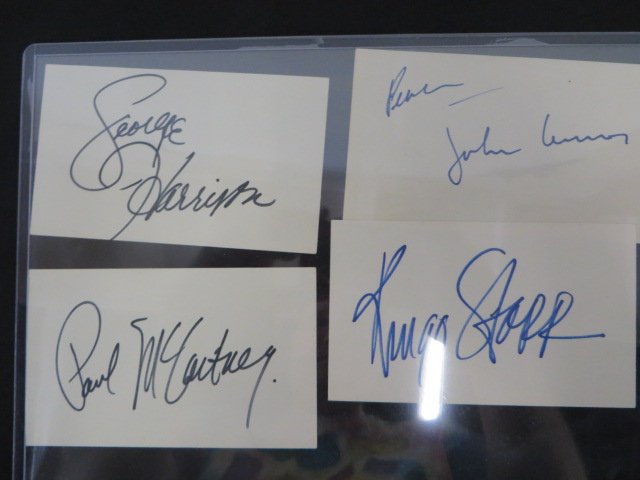 George
Harrison
Peace
John Lennon
Paul McCartney.
Ringo Starr